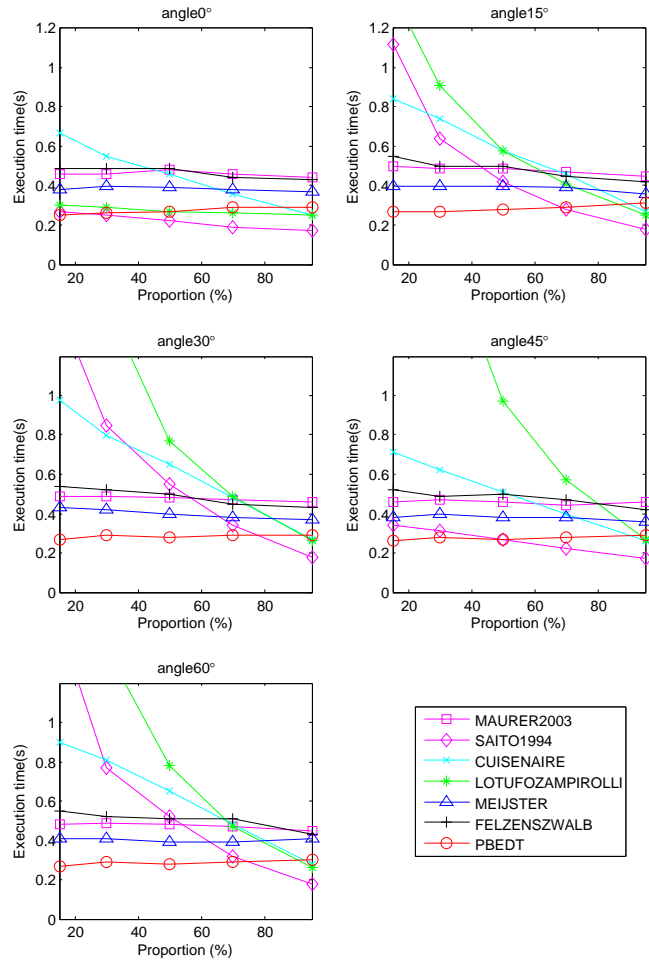 angle0°
1.2
1
0.8
0.6
0.4
0.2
0
Execution time(s)
20 40 60 80
Proportion (%)
angle15°
1.2
1
0.8
0.6
0.4
0.2
0
Execution time(s)
20 40 60 80
Proportion (%)
angle30°
1
0.8
0.6
0.4
0.2
0
Execution time(s)
20 40 60 80
Proportion (%)
angle45°
1
0.8
0.6
0.4
0.2
0
Execution time(s)
20 40 60 80
Proportion (%)
angle60°
1
0.8
0.6
0.4
0.2
0
Execution time(s)
20 40 60 80
Proportion (%)
MAURER2003
SAITO1994
CUISENAIRE
LOTUFOZAMPIROLLI
MEIJSTER
FELZENSZWALB
PBEDT